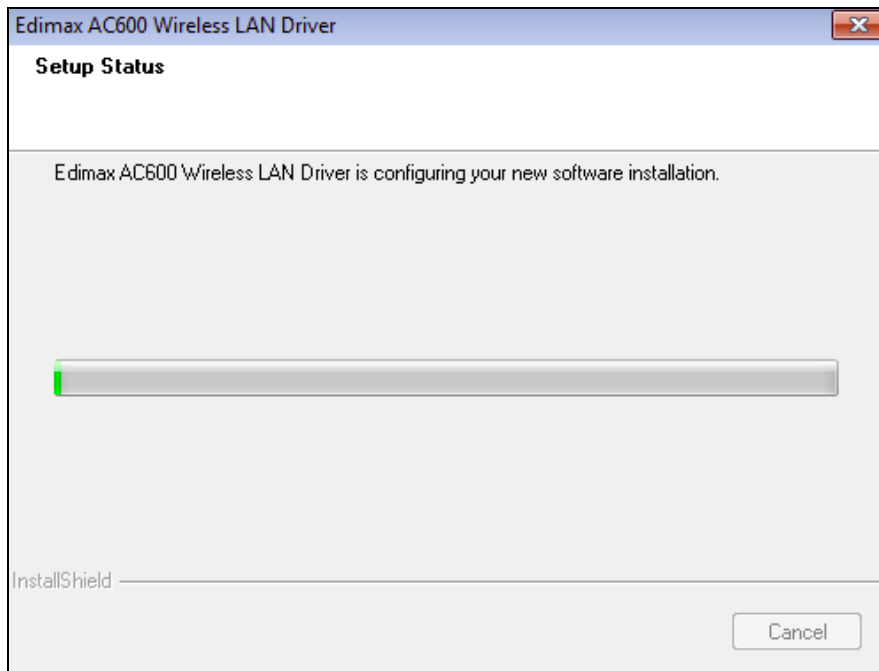 Edimax AC600 Wireless LAN Driver
Setup Status
Edimax AC600 Wireless LAN Driver is configuring your new software installation.
InstallShield
Cancel